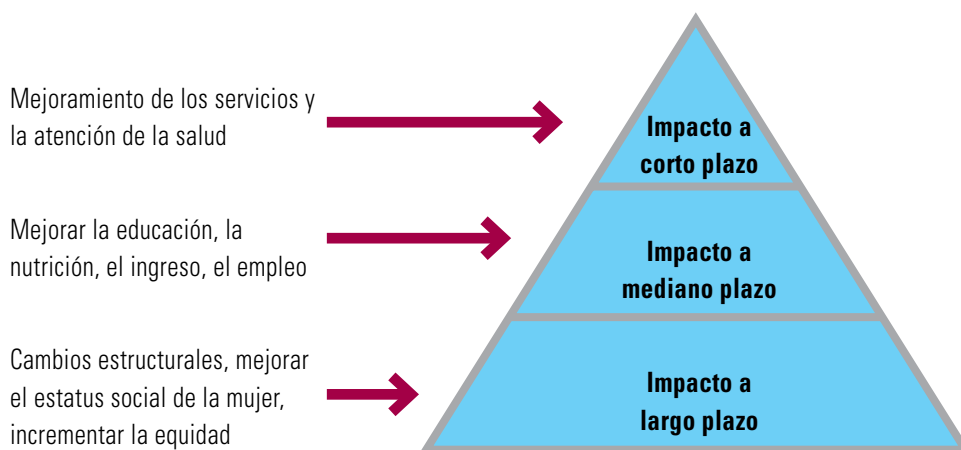 Mejoramiento de los servicios y
la atención de la salud
Impacto a
corto plazo
Mejorar la educación, la
nutrición, el ingreso, el empleo
Impacto a
mediano plazo
Cambios estructurales, mejorar
el estatus social de la mujer,
incrementar la equidad
Impacto a
largo plazo